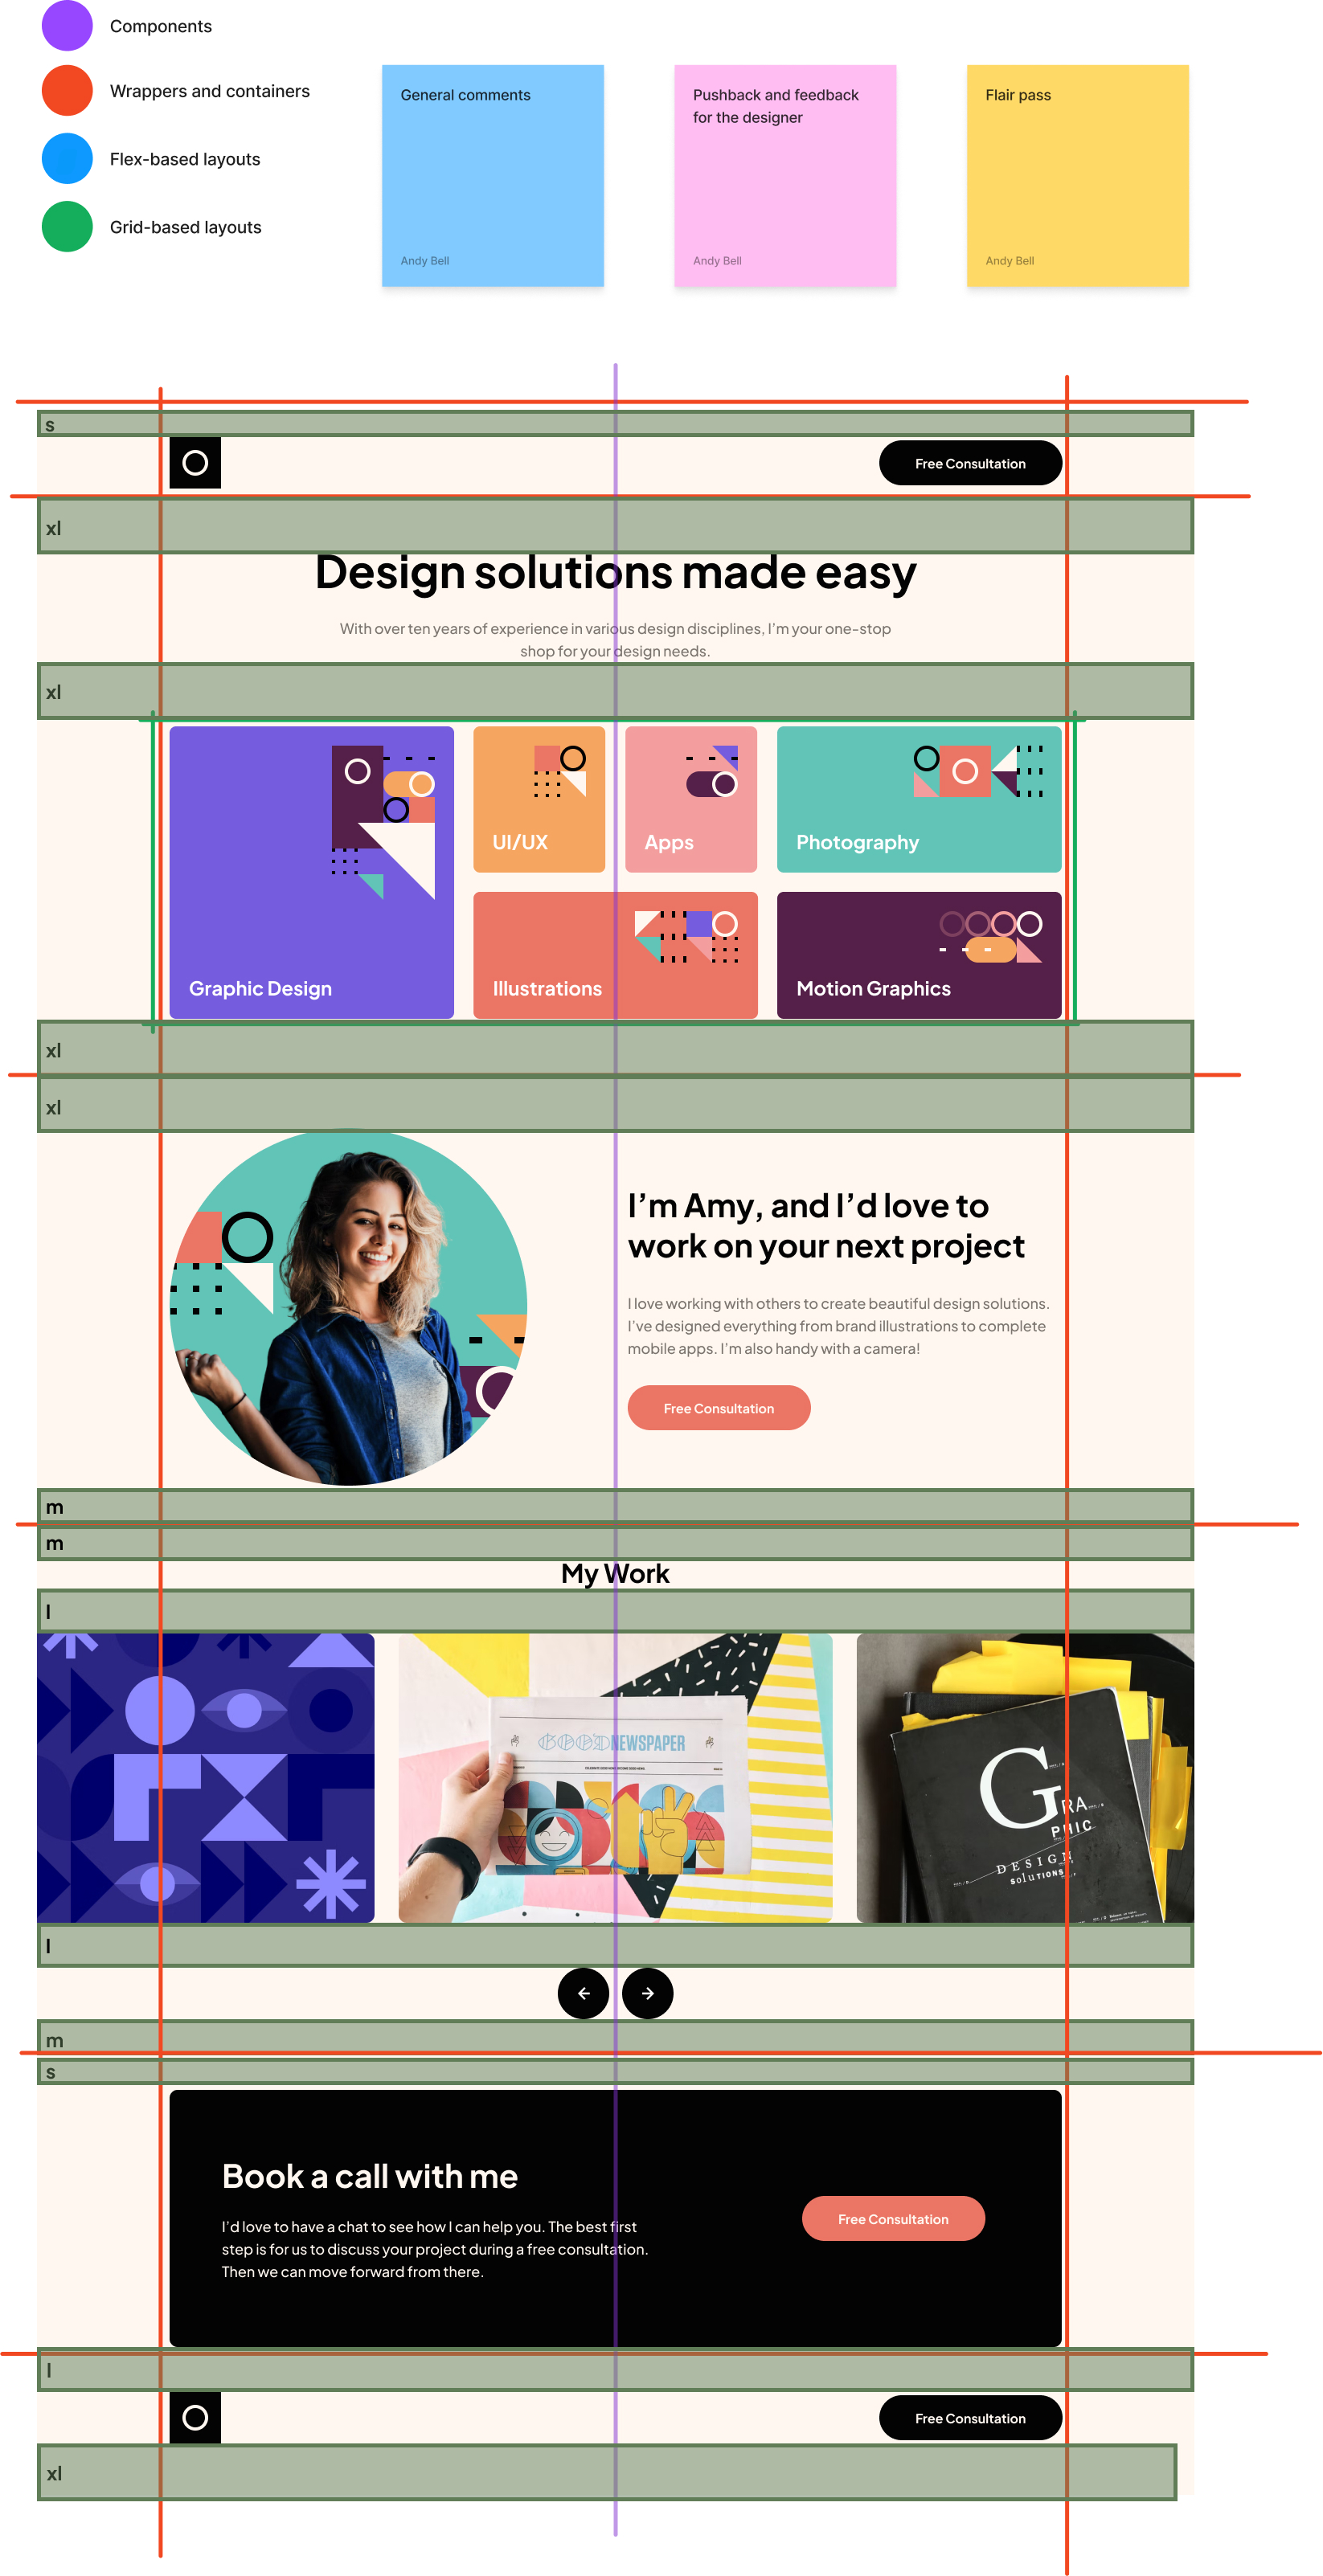 Components
Wrappers and containers
Flex-based layouts
Grid-based layouts
General comments
Andy Bell
Pushback and feedback
for the designer
Andy Bell
Flair pass
Andy Bell
s
Free Consultation
xl
Design solutions made easy
With over ten years of experience in various design disciplines, I’m your one-stop
shop for your design needs.
xl
Graphic Design
UI/UX
Apps
Photography
Illustrations
Motion Graphics
xl
xl
I’m Amy, and I’d love to
work on your next project
I love working with others to create beautiful design solutions.
I’ve designed everything from brand illustrations to complete
mobile apps. I’m also handy with a camera!
Free Consultation
m
m
My Work
l
GOOD NEWSPAPER
G
RA
PHIC
DESIGN
solutions
l
m
s
Book a call with me
I’d love to have a chat to see how I can help you. The best first
step is for us to discuss your project during a free consultation.
Then we can move forward from there.
Free Consultation
l
Free Consultation
xl